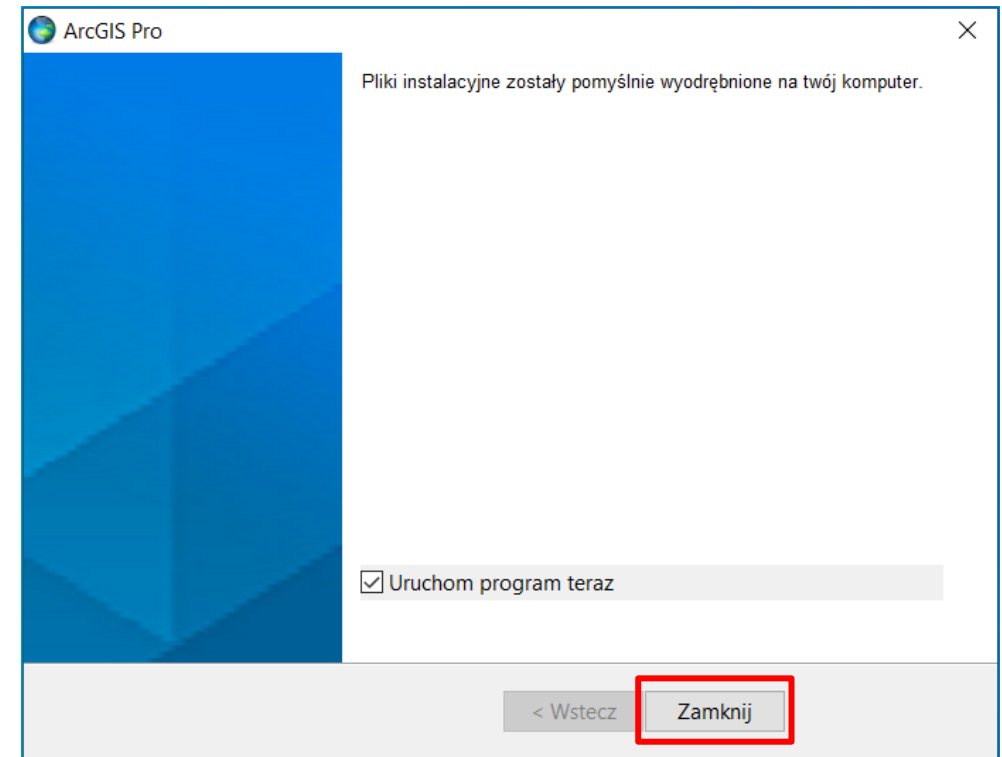 ArcGIS Pro
Pliki instalacyjne zostały pomyślnie wyodrębnione na twój komputer.
Uruchom program teraz
< Wstecz
Zamknij